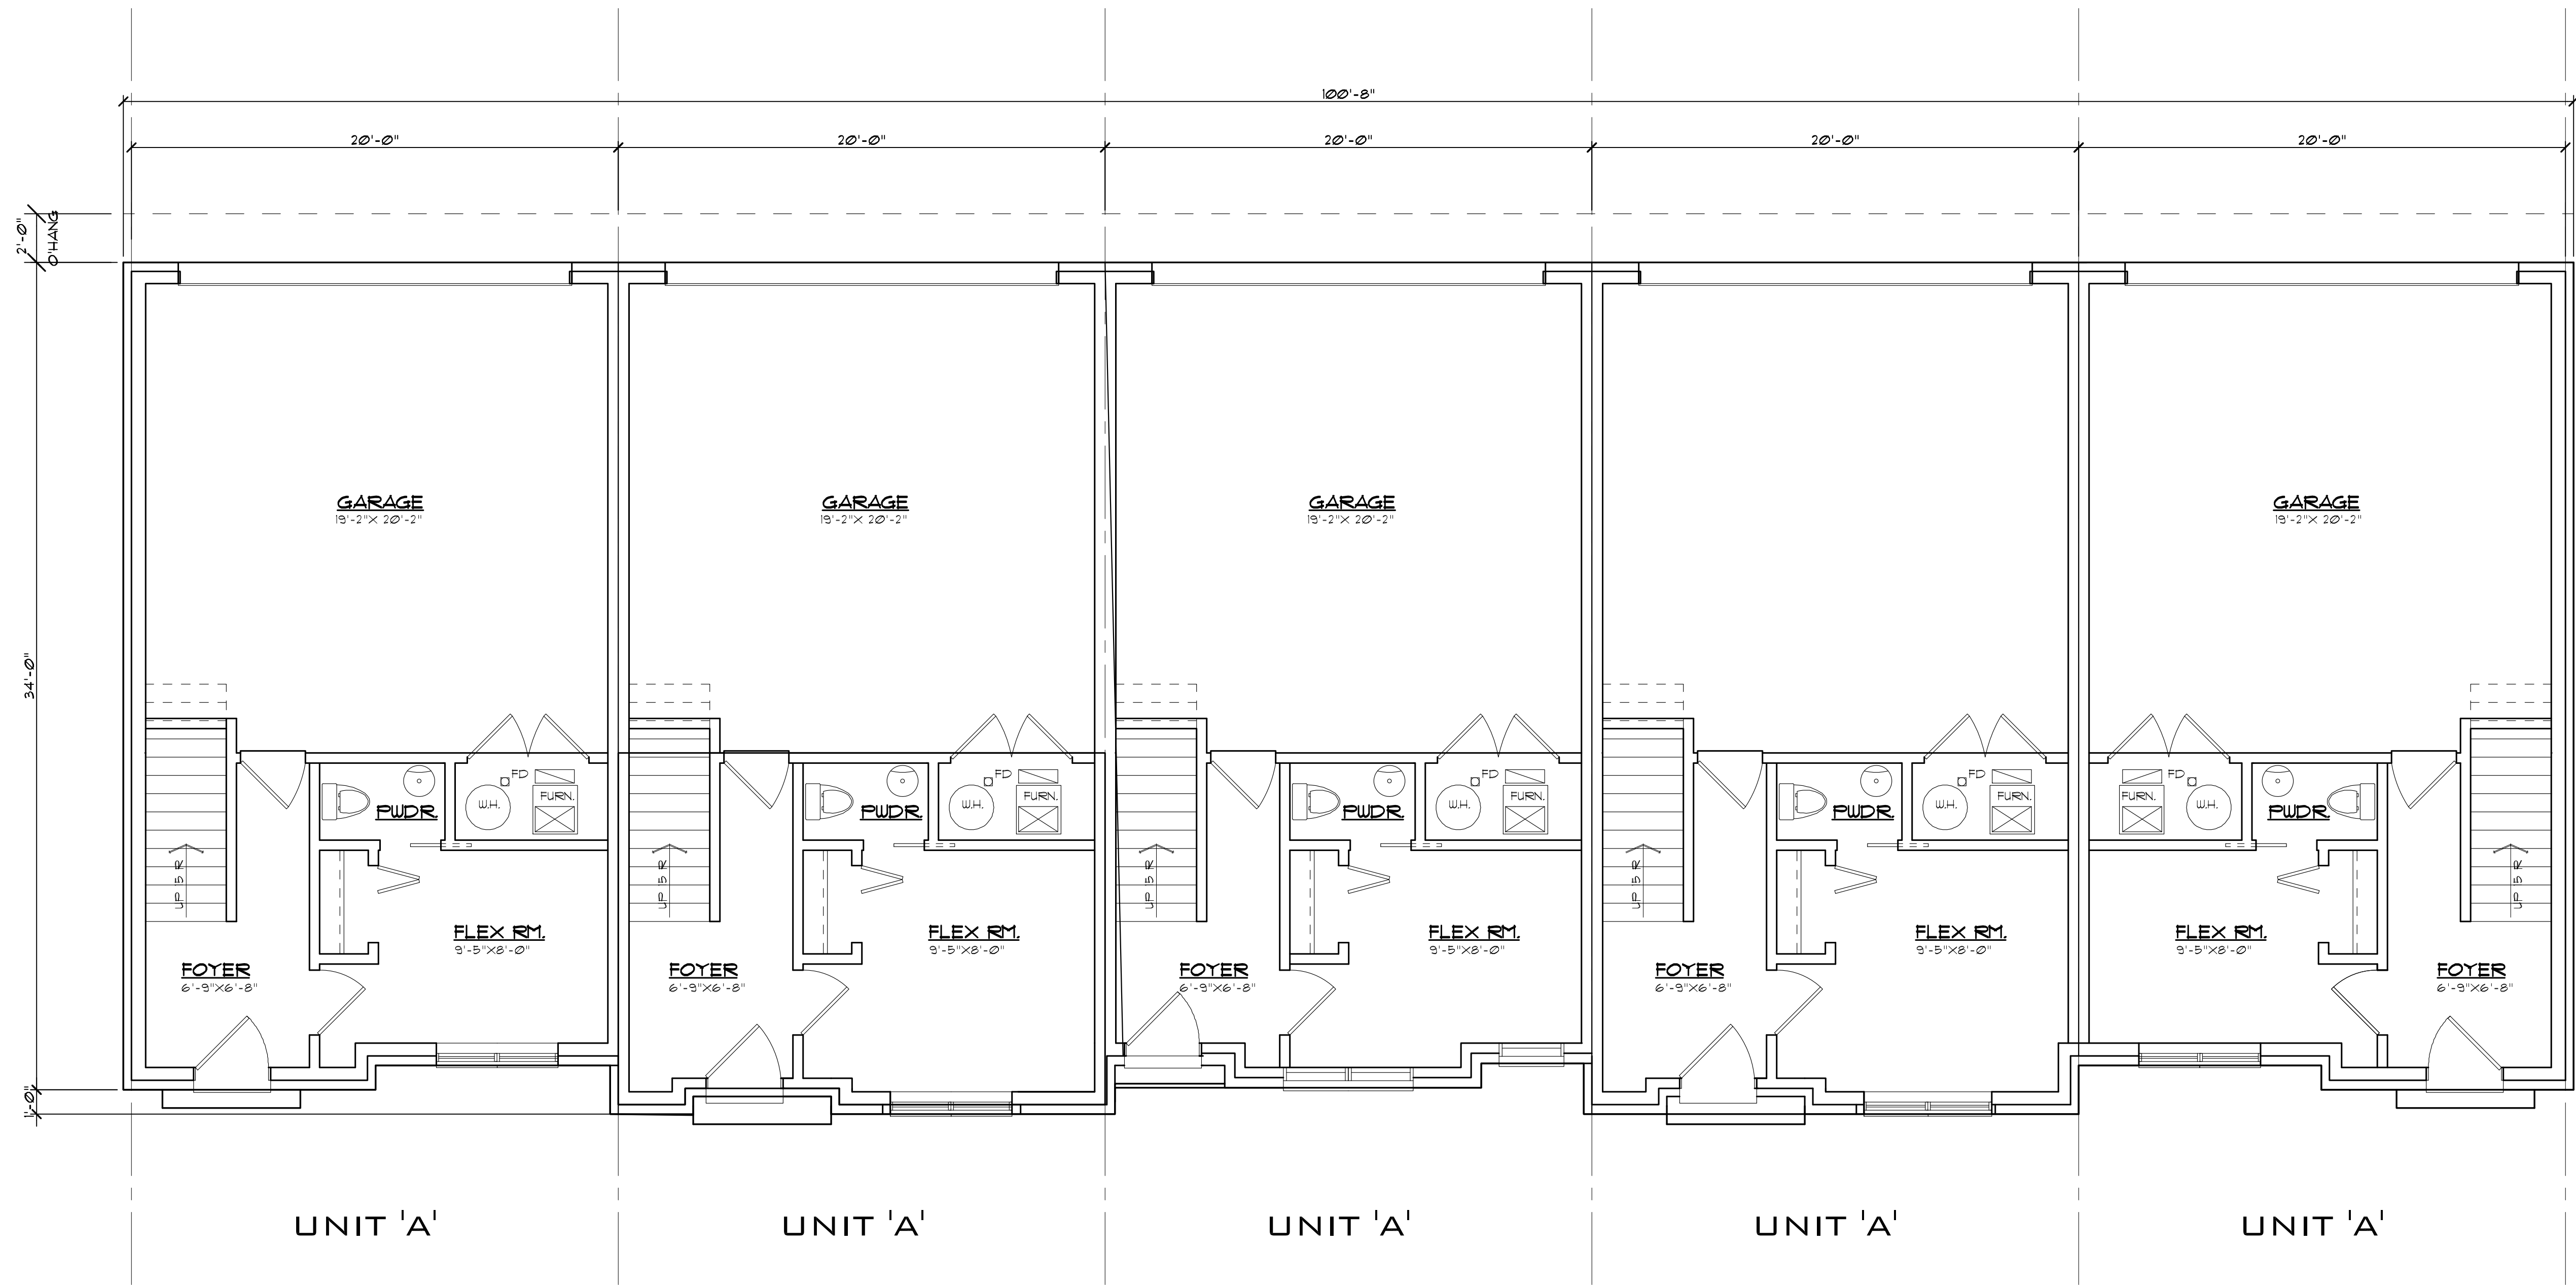 100'-8"
20'-0"
20'-0"
20'-0"
20'-0"
20'-0"
2'-0"
O'HANG
34'-0"
1'-0"
GARAGE
19'-2"X 20'-2"
GARAGE
19'-2"X 20'-2"
GARAGE
19'-2"X 20'-2"
GARAGE
19'-2"X 20'-2"
FD
W.H.
FURN.
PWDR.
FD
W.H.
FURN.
PWDR.
FD
W.H.
FURN.
PWDR.
FD
W.H.
FURN.
PWDR.
FURN.
FD
W.H.
PWDR.
UP 15 R
UP 15 R
UP 15 R
UP 15 R
UP 15 R
FLEX RM.
9'-5"X8'-0"
FLEX RM.
9'-5"X8'-0"
FLEX RM.
9'-5"X8'-0"
FLEX RM.
9'-5"X8'-0"
FLEX RM.
9'-5"X8'-0"
FOYER
6'-9"X6'-8"
FOYER
6'-9"X6'-8"
FOYER
6'-9"X6'-8"
FOYER
6'-9"X6'-8"
FOYER
6'-9"X6'-8"
UNIT 'A'
UNIT 'A'
UNIT 'A'
UNIT 'A'
UNIT 'A'